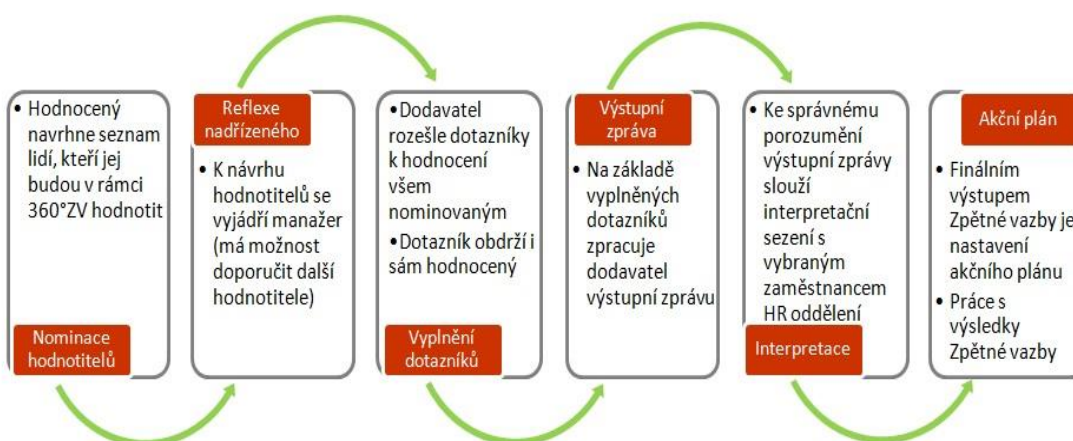 • Hodnocený
navrhne seznam
lidí, kteří jej
budou v rámci
360°ZV hodnotit
Nominace
hodnotitelů
Reflexe
nadřízeného
• K návrhu
hodnotitelů se
vyjádří manažer
(má možnost
doporučit další
hodnotitele)
•Dodavatel
rozešle dotazníky
k hodnocení
všem
nominovaným
•Dotazník obdrží i
sám hodnocený
Vyplnění
dotazníků
Výstupní
zpráva
• Na základě
vyplněných
dotazníků
zpracuje
dodavatel
výstupní zprávu
• Ke správnému
porozumění
výstupní zprávy
slouží
interpretační
sezení s
vybraným
zaměstnancem
HR oddělení
Interpretace
Akční plán
• Finálním
výstupem
Zpětné vazby je
nastavení
akčního plánu
• Práce s
výsledky
Zpětné vazby